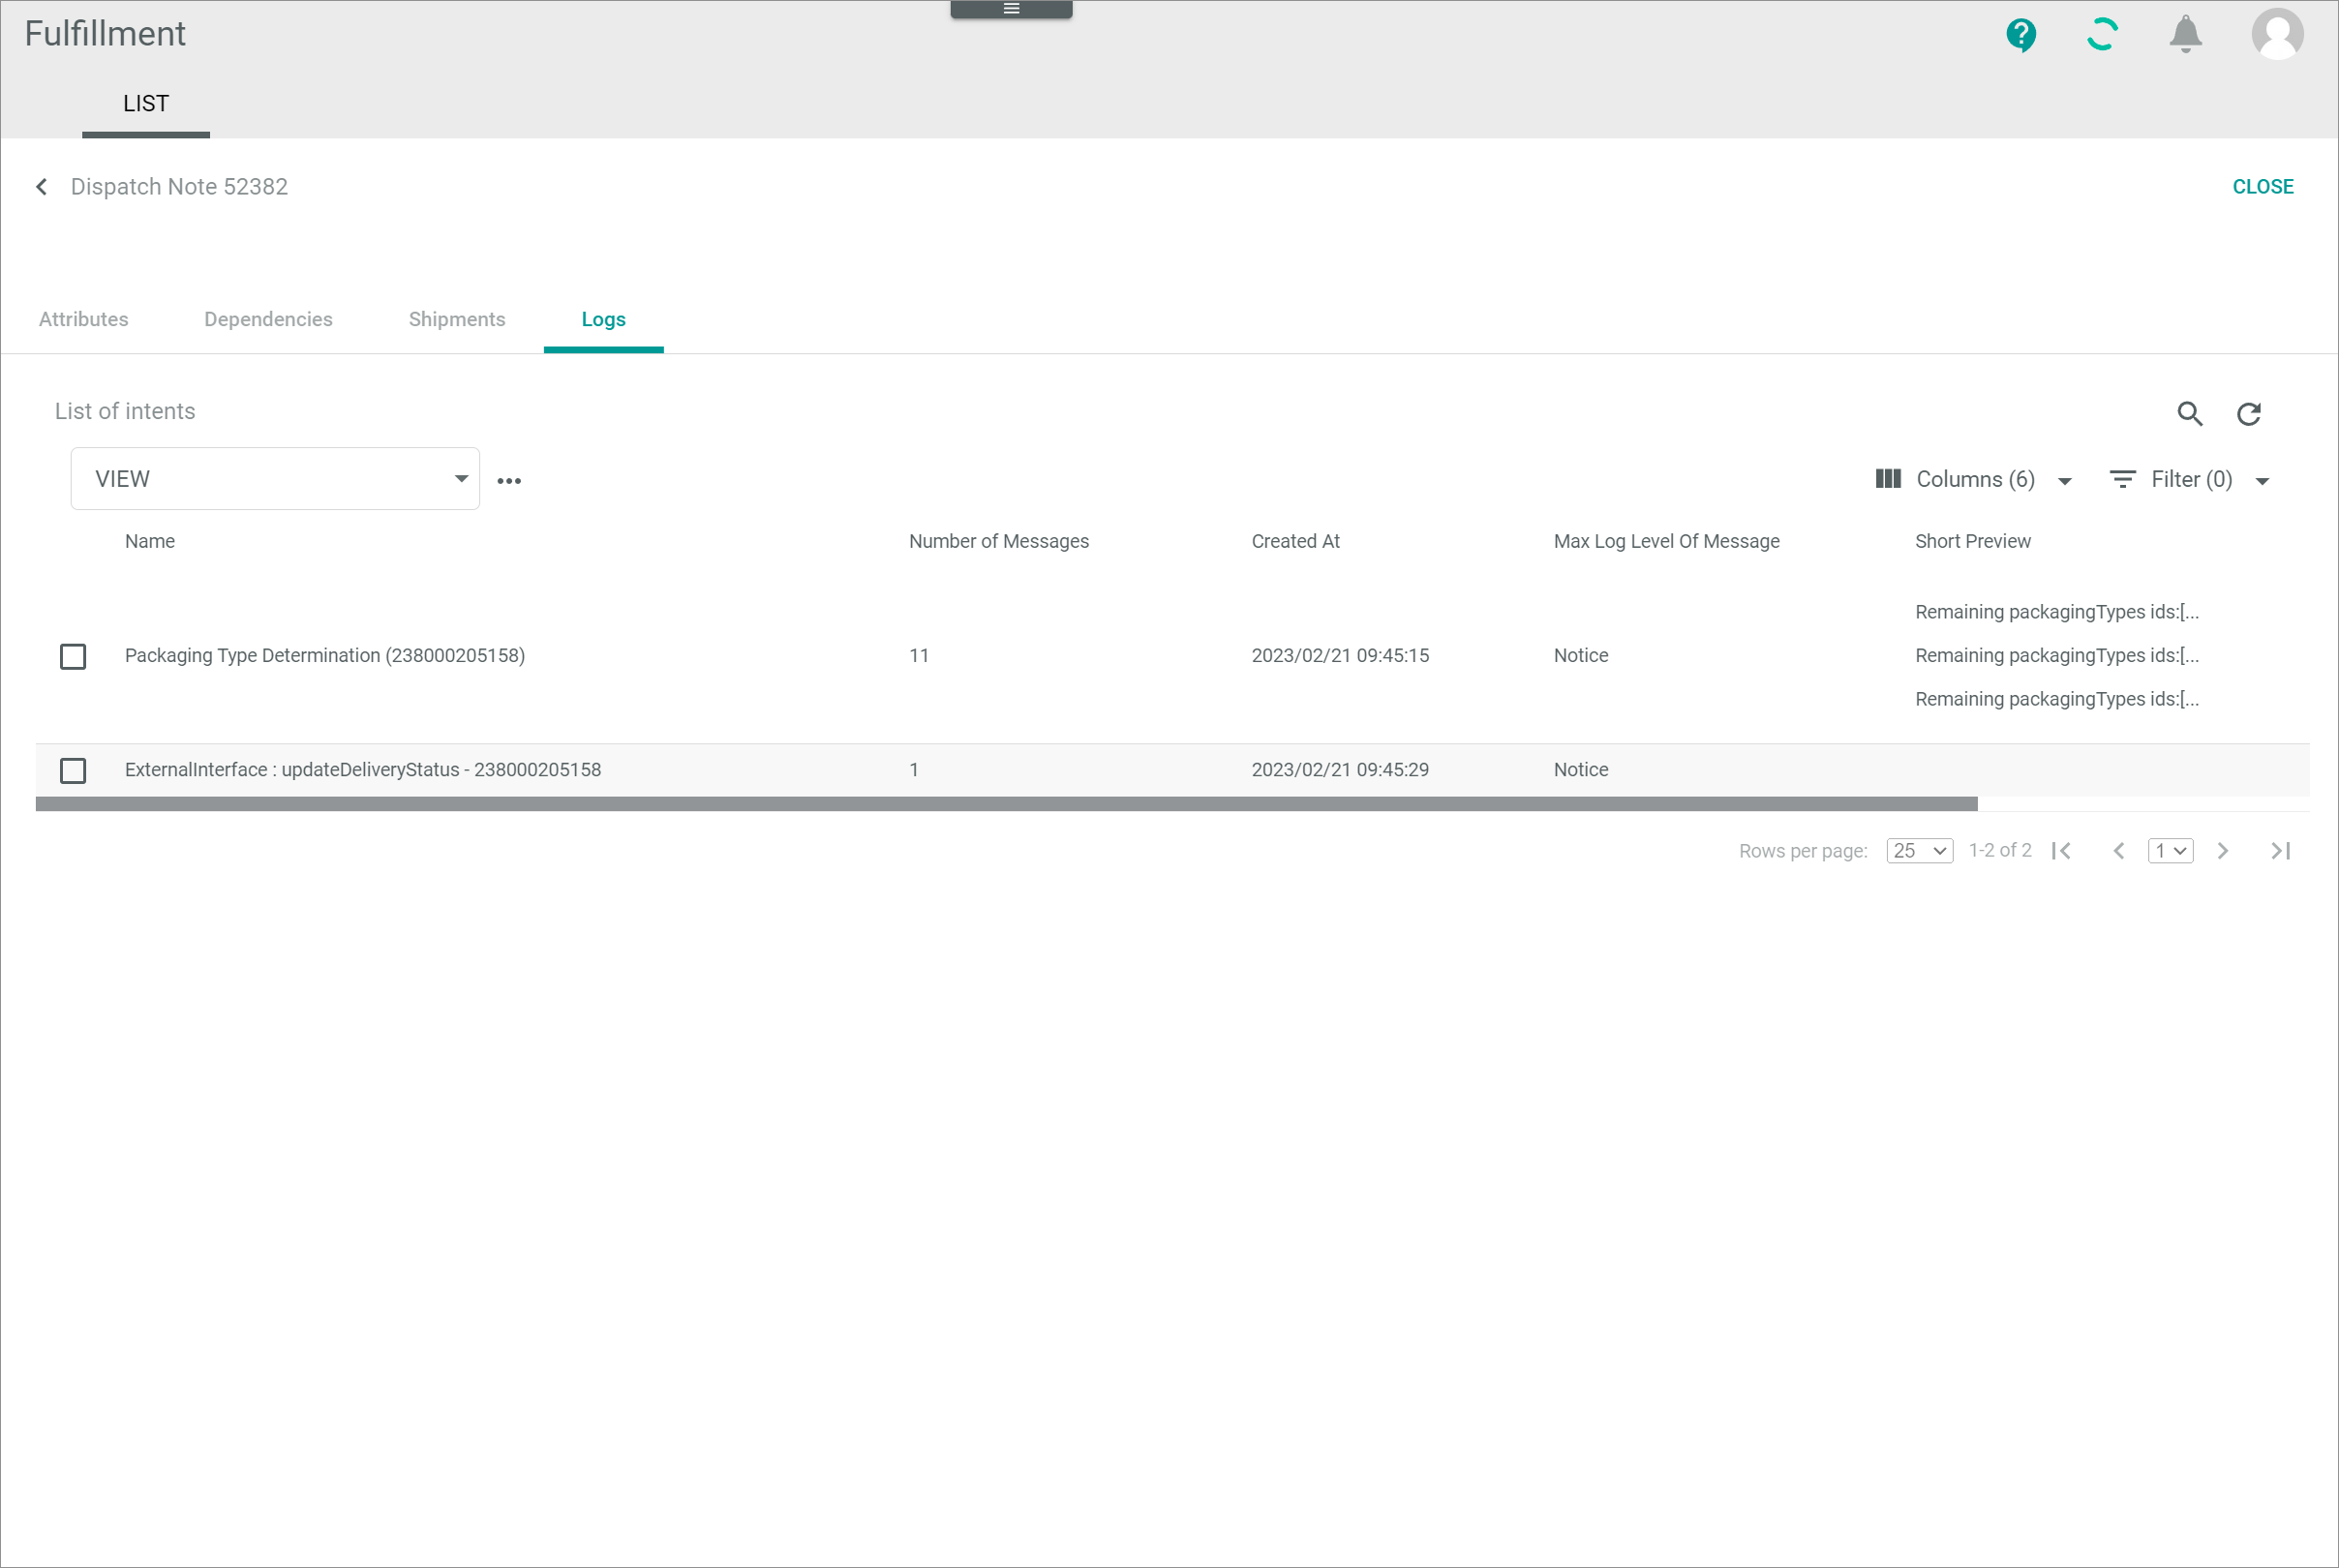 Fulfillment
LIST
Dispatch Note 52382
CLOSE
Attributes Dependencies Shipments Logs
List of intents
VIEW Columns (6) Filter (0)
Name Number of Messages Created At Max Log Level Of Message Short Preview
Remaining packagingTypes ids:[...
Packaging Type Determination (238000205158) 11 2023/02/21 09:45:15 Notice Remaining packagingTypes ids:[...
Remaining packagingTypes ids:[...
ExternalInterface : updateDeliveryStatus - 238000205158 1 2023/02/21 09:45:29 Notice
Rows per page: 25 1-2 of 2 1